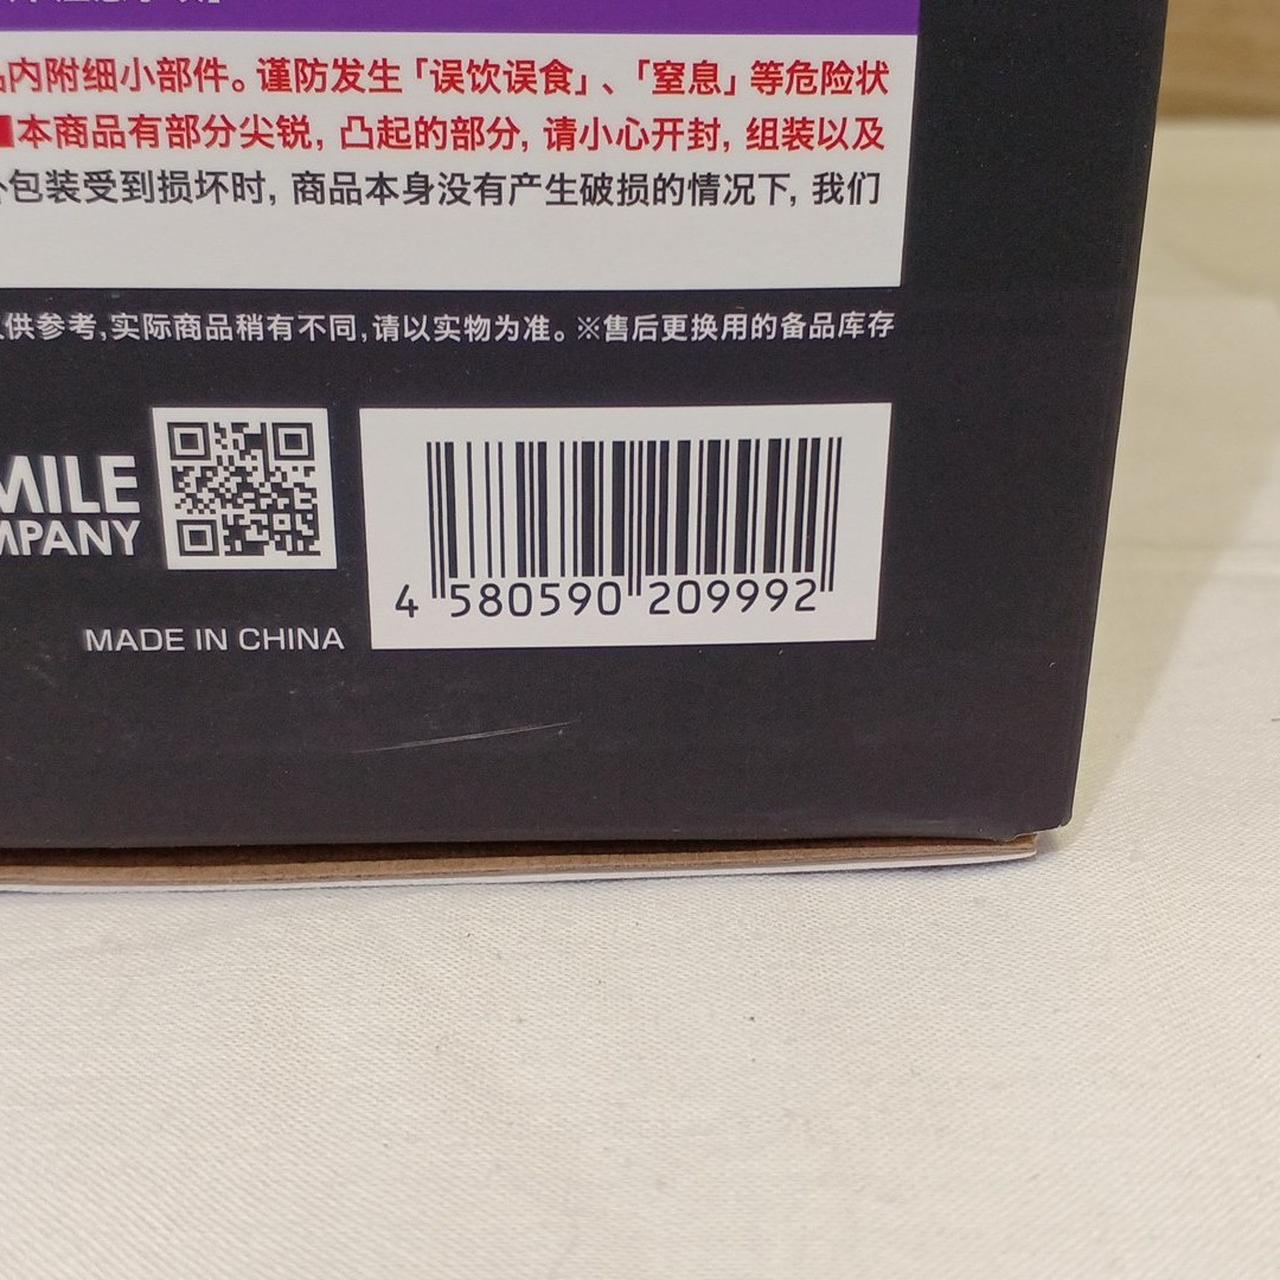 内附细小部件。谨防发生「误饮误食」、「窒息」等危险状
■本商品有部分尖锐, 凸起的部分, 请小心开封, 组装以及
包装受到损坏时, 商品本身没有产生破损的情况下, 我们
供参考,实际商品稍有不同,请以实物为准。※售后更换用的备品库存
MILE
MPANY
MADE IN CHINA
4 580590 209992